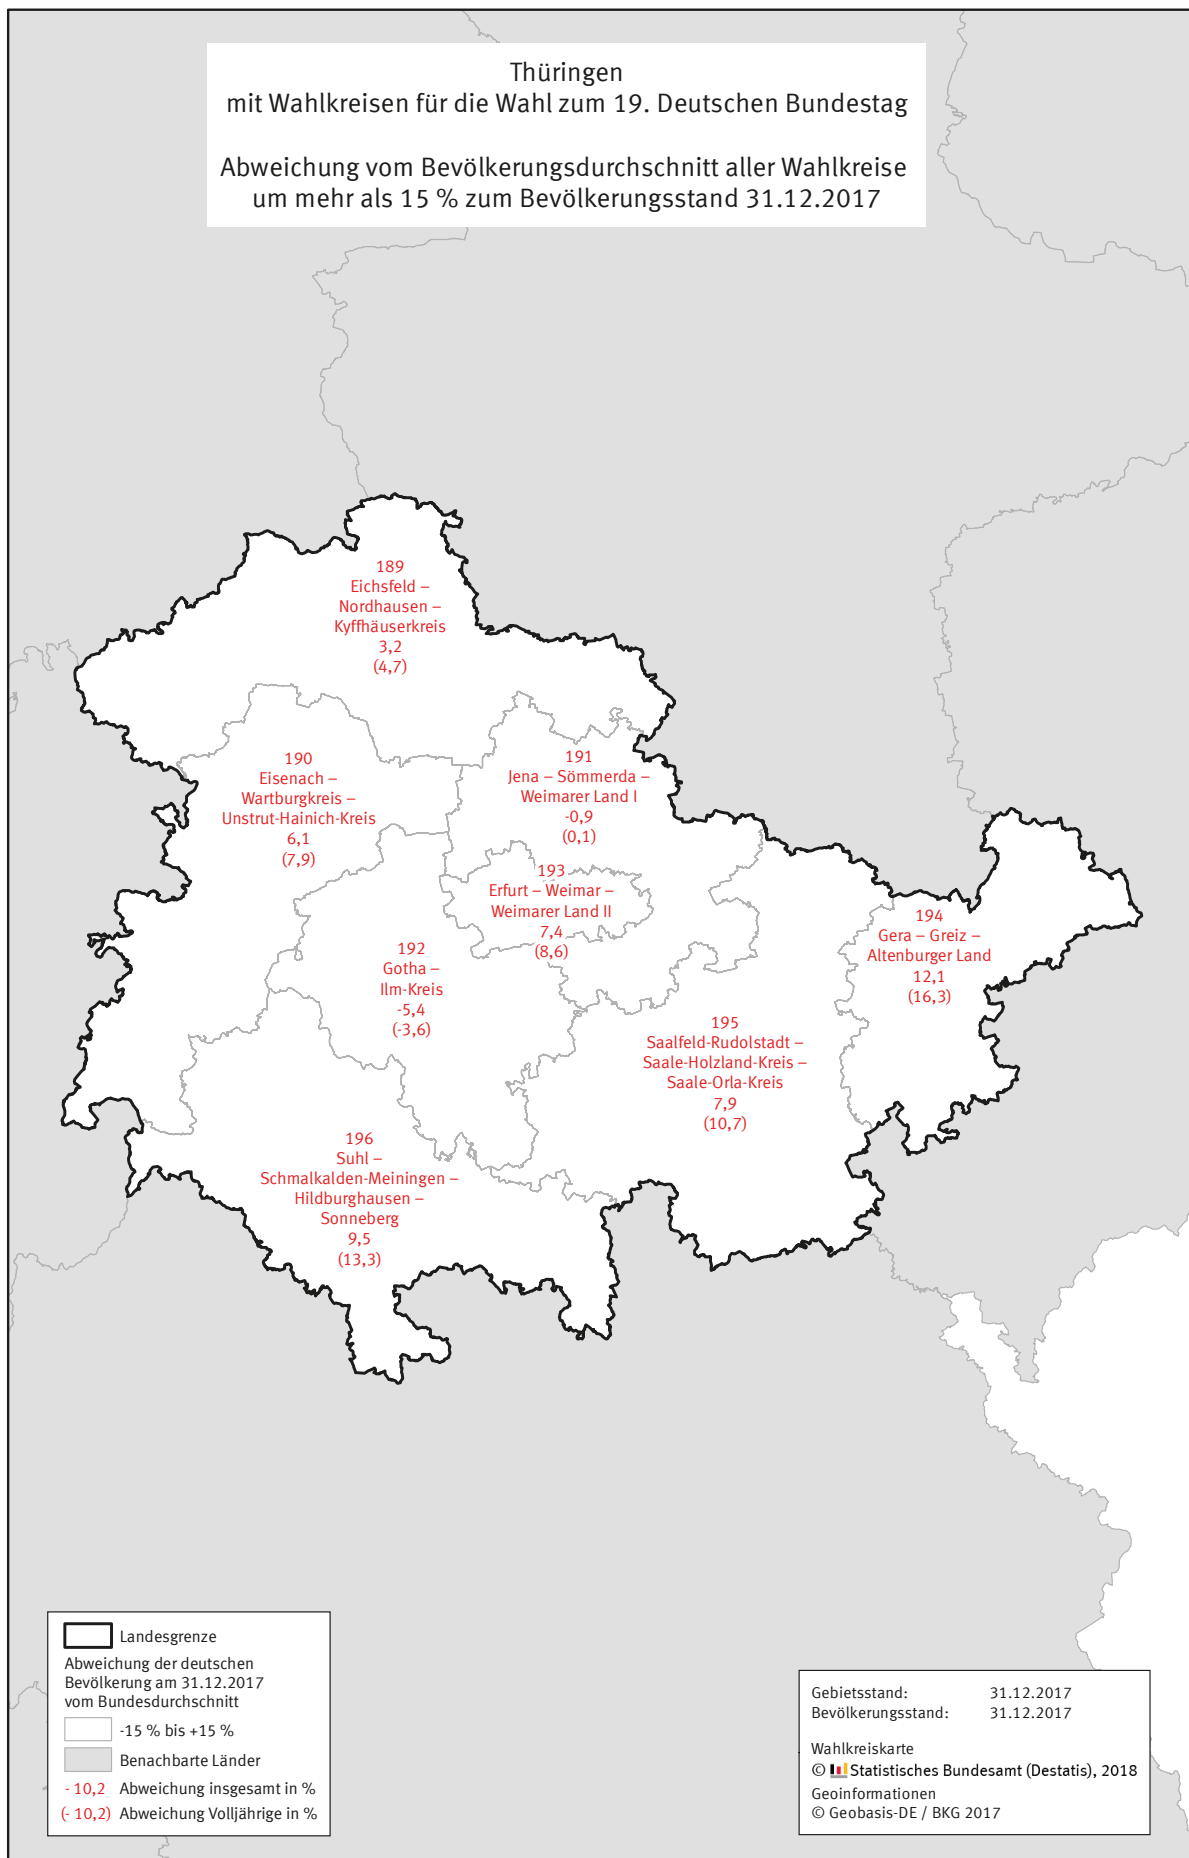 Thüringen
mit Wahlkreisen für die Wahl zum 19. Deutschen Bundestag
Abweichung vom Bevölkerungsdurchschnitt aller Wahlkreise
um mehr als 15 % zum Bevölkerungsstand 31.12.2017
189
Eichsfeld –
Nordhausen –
Kyffhäuserkreis
3,2
(4,7)
190
Eisenach –
Wartburgkreis –
Unstrut-Hainich-Kreis
6,1
(7,9)
191
Jena – Sömmerda –
Weimarer Land I
-0,9
(0,1)
193
Erfurt – Weimar –
Weimarer Land II
7,4
(8,6)
194
Gera – Greiz –
Altenburger Land
12,1
(16,3)
192
Gotha –
Ilm-Kreis
-5,4
(-3,6)
195
Saalfeld-Rudolstadt –
Saale-Holzland-Kreis –
Saale-Orla-Kreis
7,9
(10,7)
196
Suhl –
Schmalkalden-Meiningen –
Hildburghausen –
Sonneberg
9,5
(13,3)
Landesgrenze
Abweichung der deutschen
Bevölkerung am 31.12.2017
vom Bundesdurchschnitt
-15 % bis +15 %
Benachbarte Länder
- 10,2 Abweichung insgesamt in %
(- 10,2) Abweichung Volljährige in %
Gebietsstand: 31.12.2017
Bevölkerungsstand: 31.12.2017
Wahlkreiskarte
© Statistisches Bundesamt (Destatis), 2018
Geoinformationen
© Geobasis-DE / BKG 2017